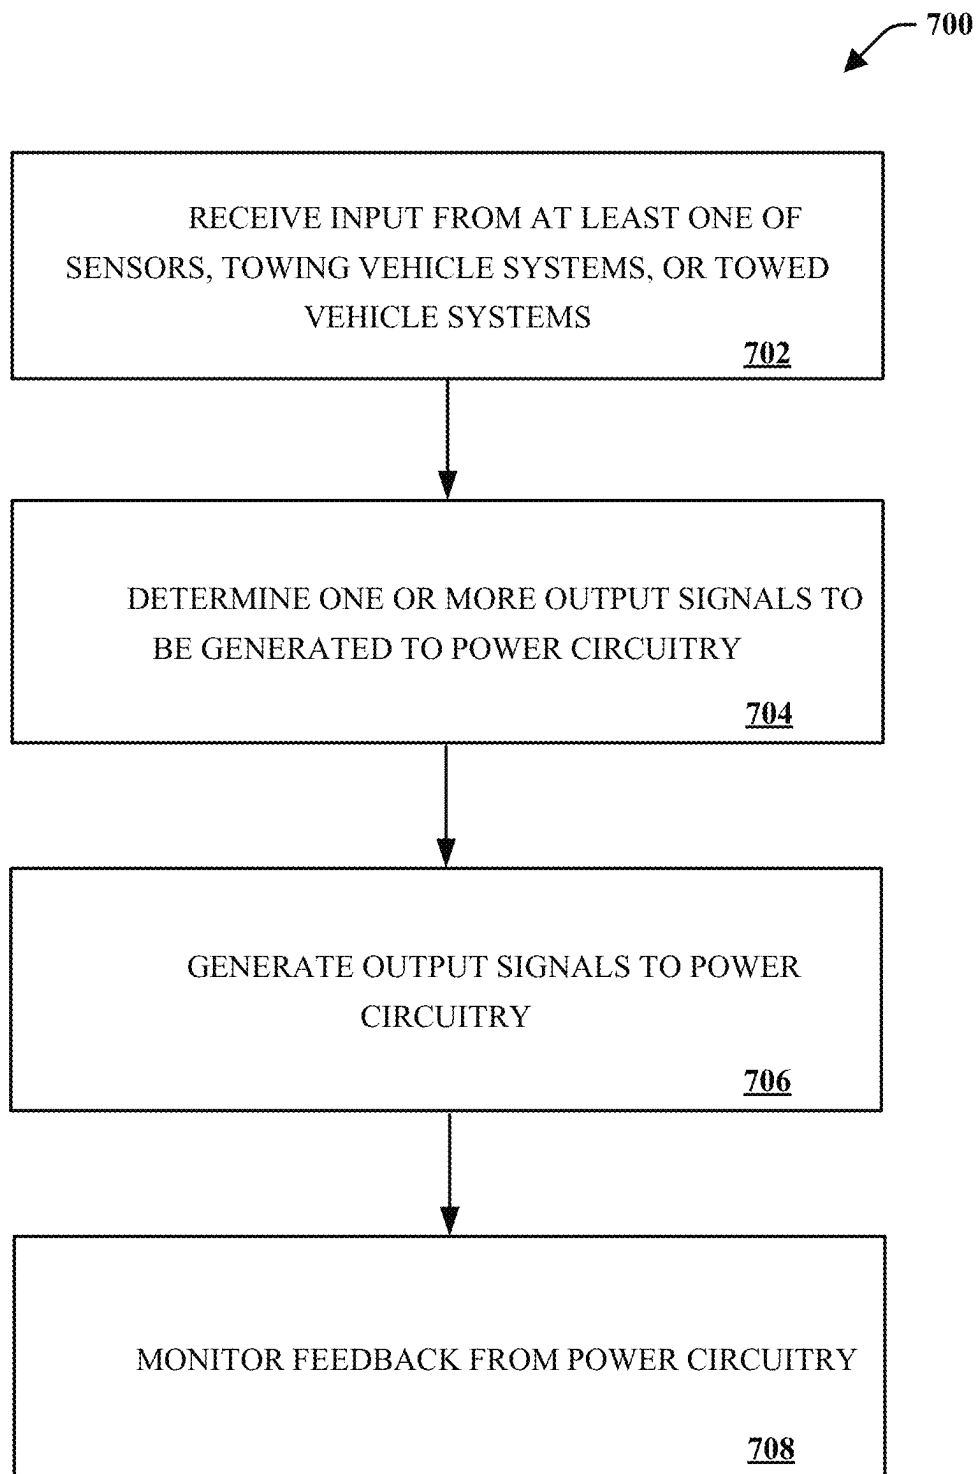 700
RECEIVE INPUT FROM AT LEAST ONE OF
SENSORS, TOWING VEHICLE SYSTEMS, OR TOWED
VEHICLE SYSTEMS
702
DETERMINE ONE OR MORE OUTPUT SIGNALS TO
BE GENERATED TO POWER CIRCUITRY
704
GENERATE OUTPUT SIGNALS TO POWER
CIRCUITRY
706
MONITOR FEEDBACK FROM POWER CIRCUITRY
708